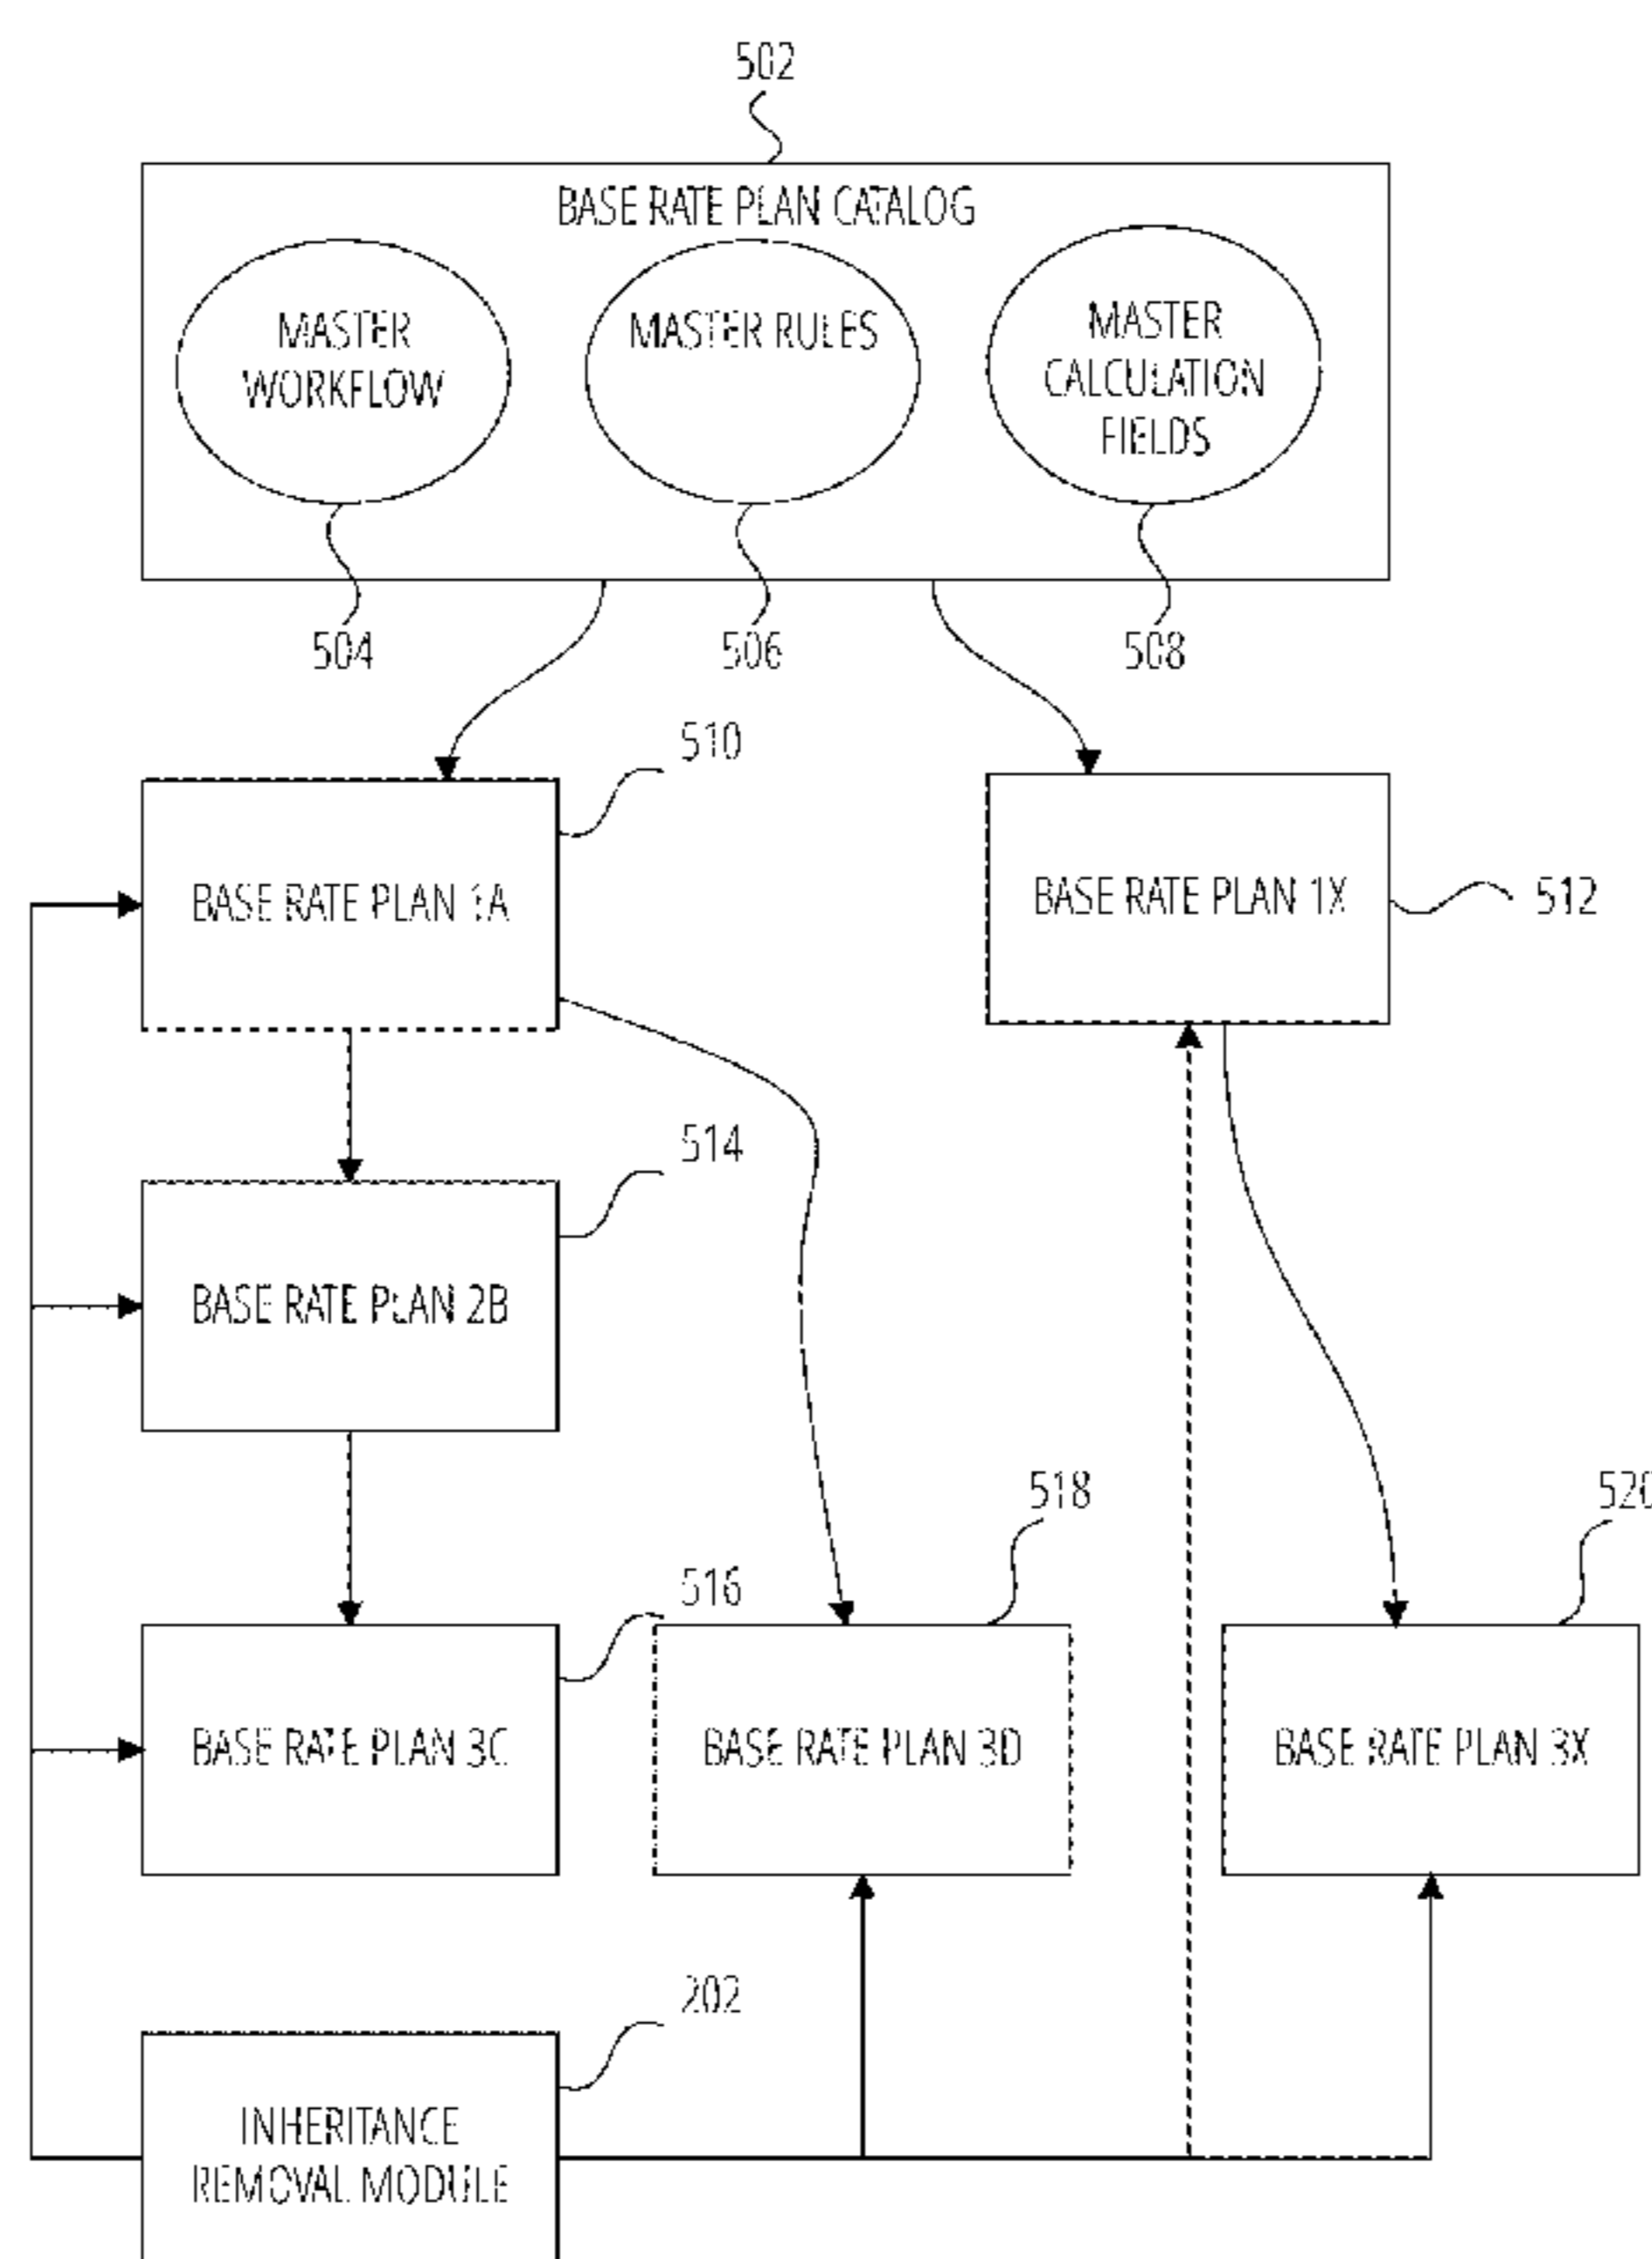 502
BASE RATE PLAN CATALOG
MASTER
WORKFLOW
MASTER RULES
MASTER
CALCULATION
FIELDS
504
506
508
510
BASE RATE PLAN 1A
BASE RATE PLAN 1X
512
514
BASE RATE PLAN 2B
516
518
520
BASE RATE PLAN 3C
BASE RATE PLAN 3D
BASE RATE PLAN 3X
202
INHERITANCE
REMOVAL MODULE